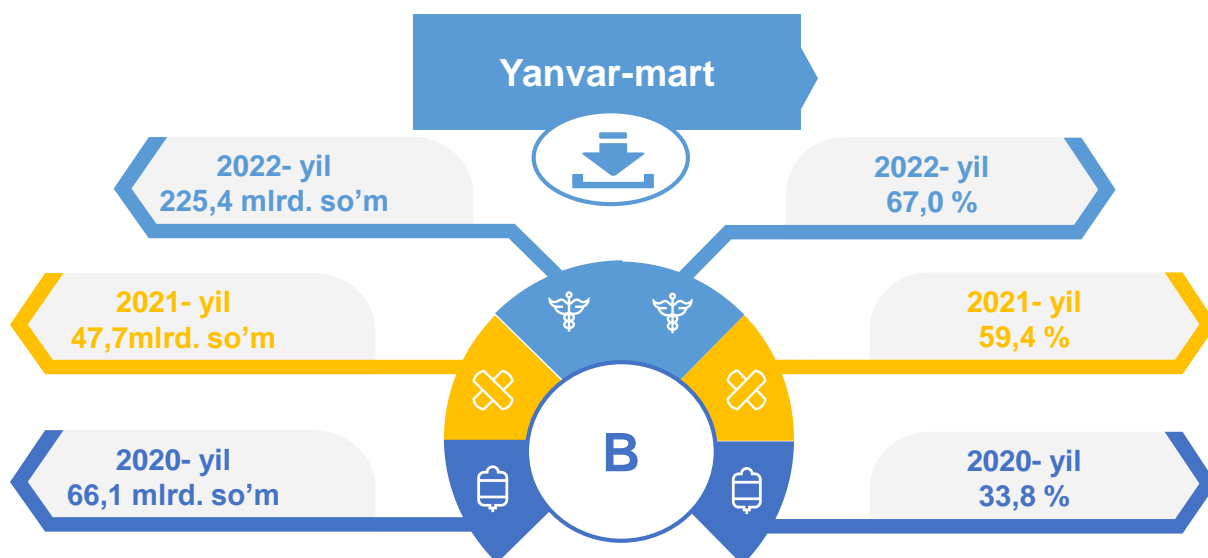 Yanvar-mart
2022- yil
225,4 mlrd. so’m
2022- yil
67,0 %
2021- yil
47,7mlrd. so’m
2021- yil
59,4 %
2020- yil
66,1 mlrd. so’m
B
2020- yil
33,8 %